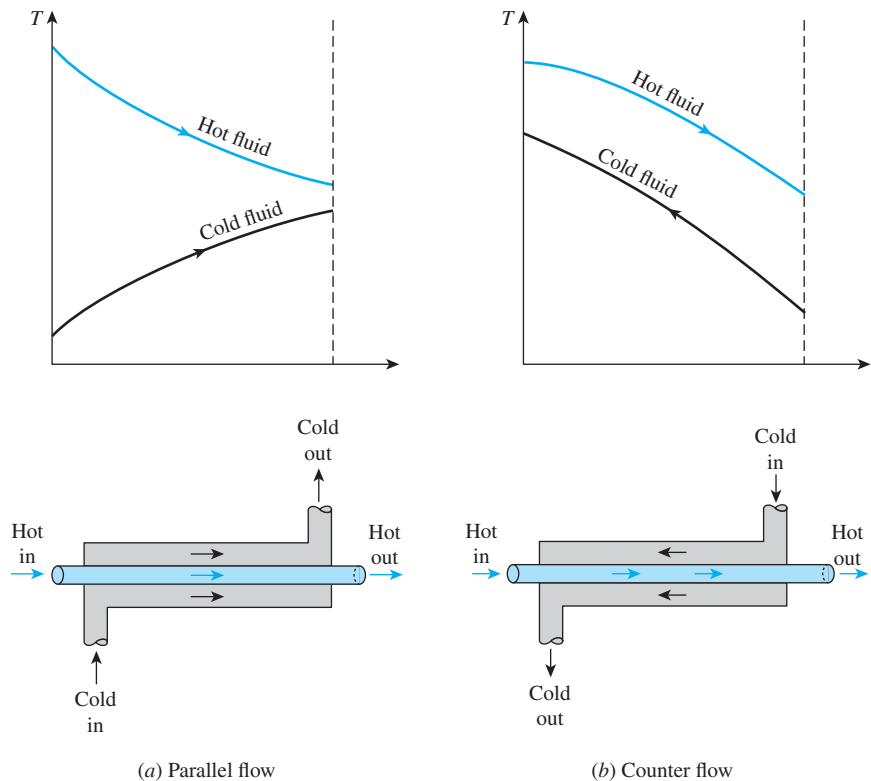 T
Hot fluid
Cold fluid
T
Hot fluid
Cold fluid
Cold
out
Hot
in
Hot
out
Cold
in
Cold
in
Hot
in
Hot
out
Cold
out
(a) Parallel flow
(b) Counter flow